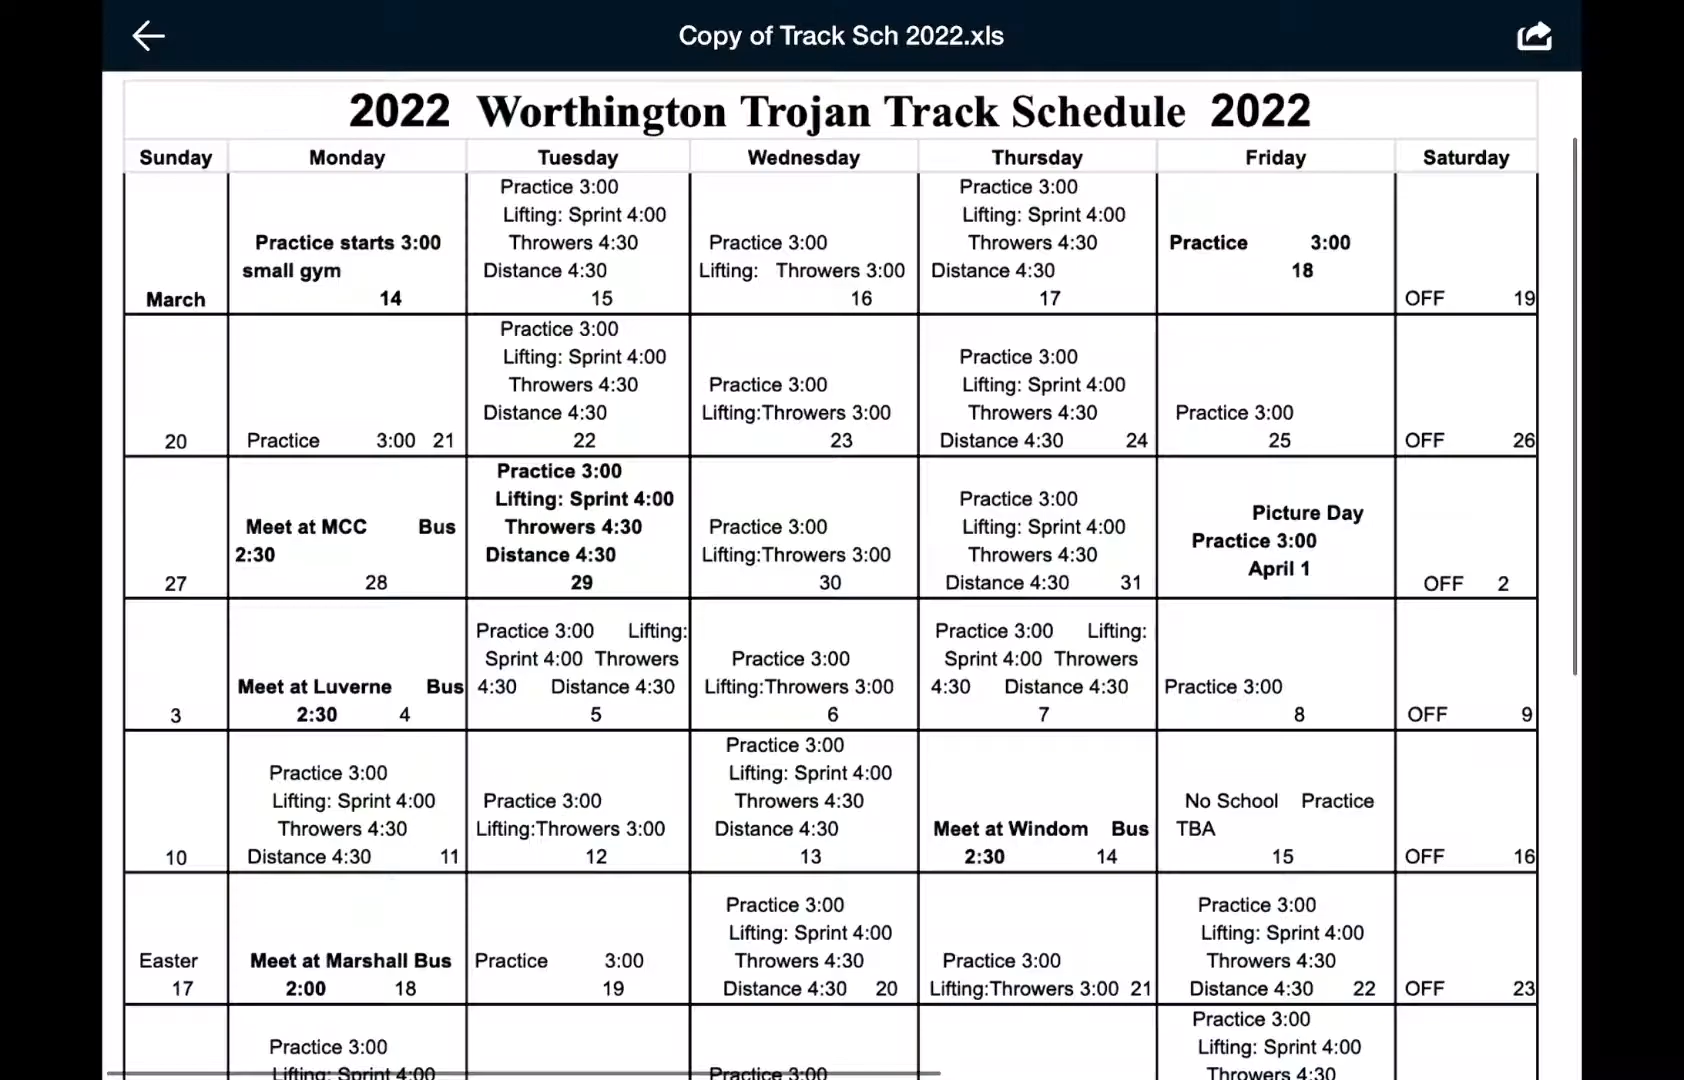 Copy of Track Sch 2022.xls
2022 Worthington Trojan Track Schedule 2022
Sunday Monday Tuesday Wednesday Thursday Friday Saturday
March
Practice starts 3:00
small gym
14
Practice 3:00
Lifting: Sprint 4:00
Throwers 4:30
Distance 4:30
15
Practice 3:00
Lifting: Throwers 3:00
16
Practice 3:00
Lifting: Sprint 4:00
Throwers 4:30
Distance 4:30
17
Practice 3:00
18
OFF 19
20
Practice 3:00 21
Practice 3:00
Lifting: Sprint 4:00
Throwers 4:30
Distance 4:30
22
Practice 3:00
Lifting:Throwers 3:00
23
Practice 3:00
Lifting: Sprint 4:00
Throwers 4:30
Distance 4:30 24
Practice 3:00
25
OFF 26
27
Meet at MCC Bus
2:30
28
Practice 3:00
Lifting: Sprint 4:00
Throwers 4:30
Distance 4:30
29
Practice 3:00
Lifting:Throwers 3:00
30
Practice 3:00
Lifting: Sprint 4:00
Throwers 4:30
Distance 4:30 31
Picture Day
Practice 3:00
April 1
OFF 2
3
Meet at Luverne Bus
2:30 4
Practice 3:00 Lifting:
Sprint 4:00 Throwers
4:30 Distance 4:30
5
Practice 3:00
Lifting:Throwers 3:00
6
Practice 3:00 Lifting:
Sprint 4:00 Throwers
4:30 Distance 4:30
7
Practice 3:00
8
OFF 9
10
Practice 3:00
Lifting: Sprint 4:00
Throwers 4:30
Distance 4:30 11
Practice 3:00
Lifting:Throwers 3:00
12
Practice 3:00
Lifting: Sprint 4:00
Throwers 4:30
Distance 4:30
13
Meet at Windom Bus
2:30 14
No School Practice
TBA
15
OFF 16
Easter
17
Meet at Marshall Bus
2:00 18
Practice 3:00
19
Practice 3:00
Lifting: Sprint 4:00
Throwers 4:30
Distance 4:30 20
Practice 3:00
Lifting:Throwers 3:00 21
Practice 3:00
Lifting: Sprint 4:00
Throwers 4:30
Distance 4:30 22
OFF 23
Practice 3:00
Lifting: Sprint 4:00
Practice 3:00
Practice 3:00
Lifting: Sprint 4:00
Throwers 4:30